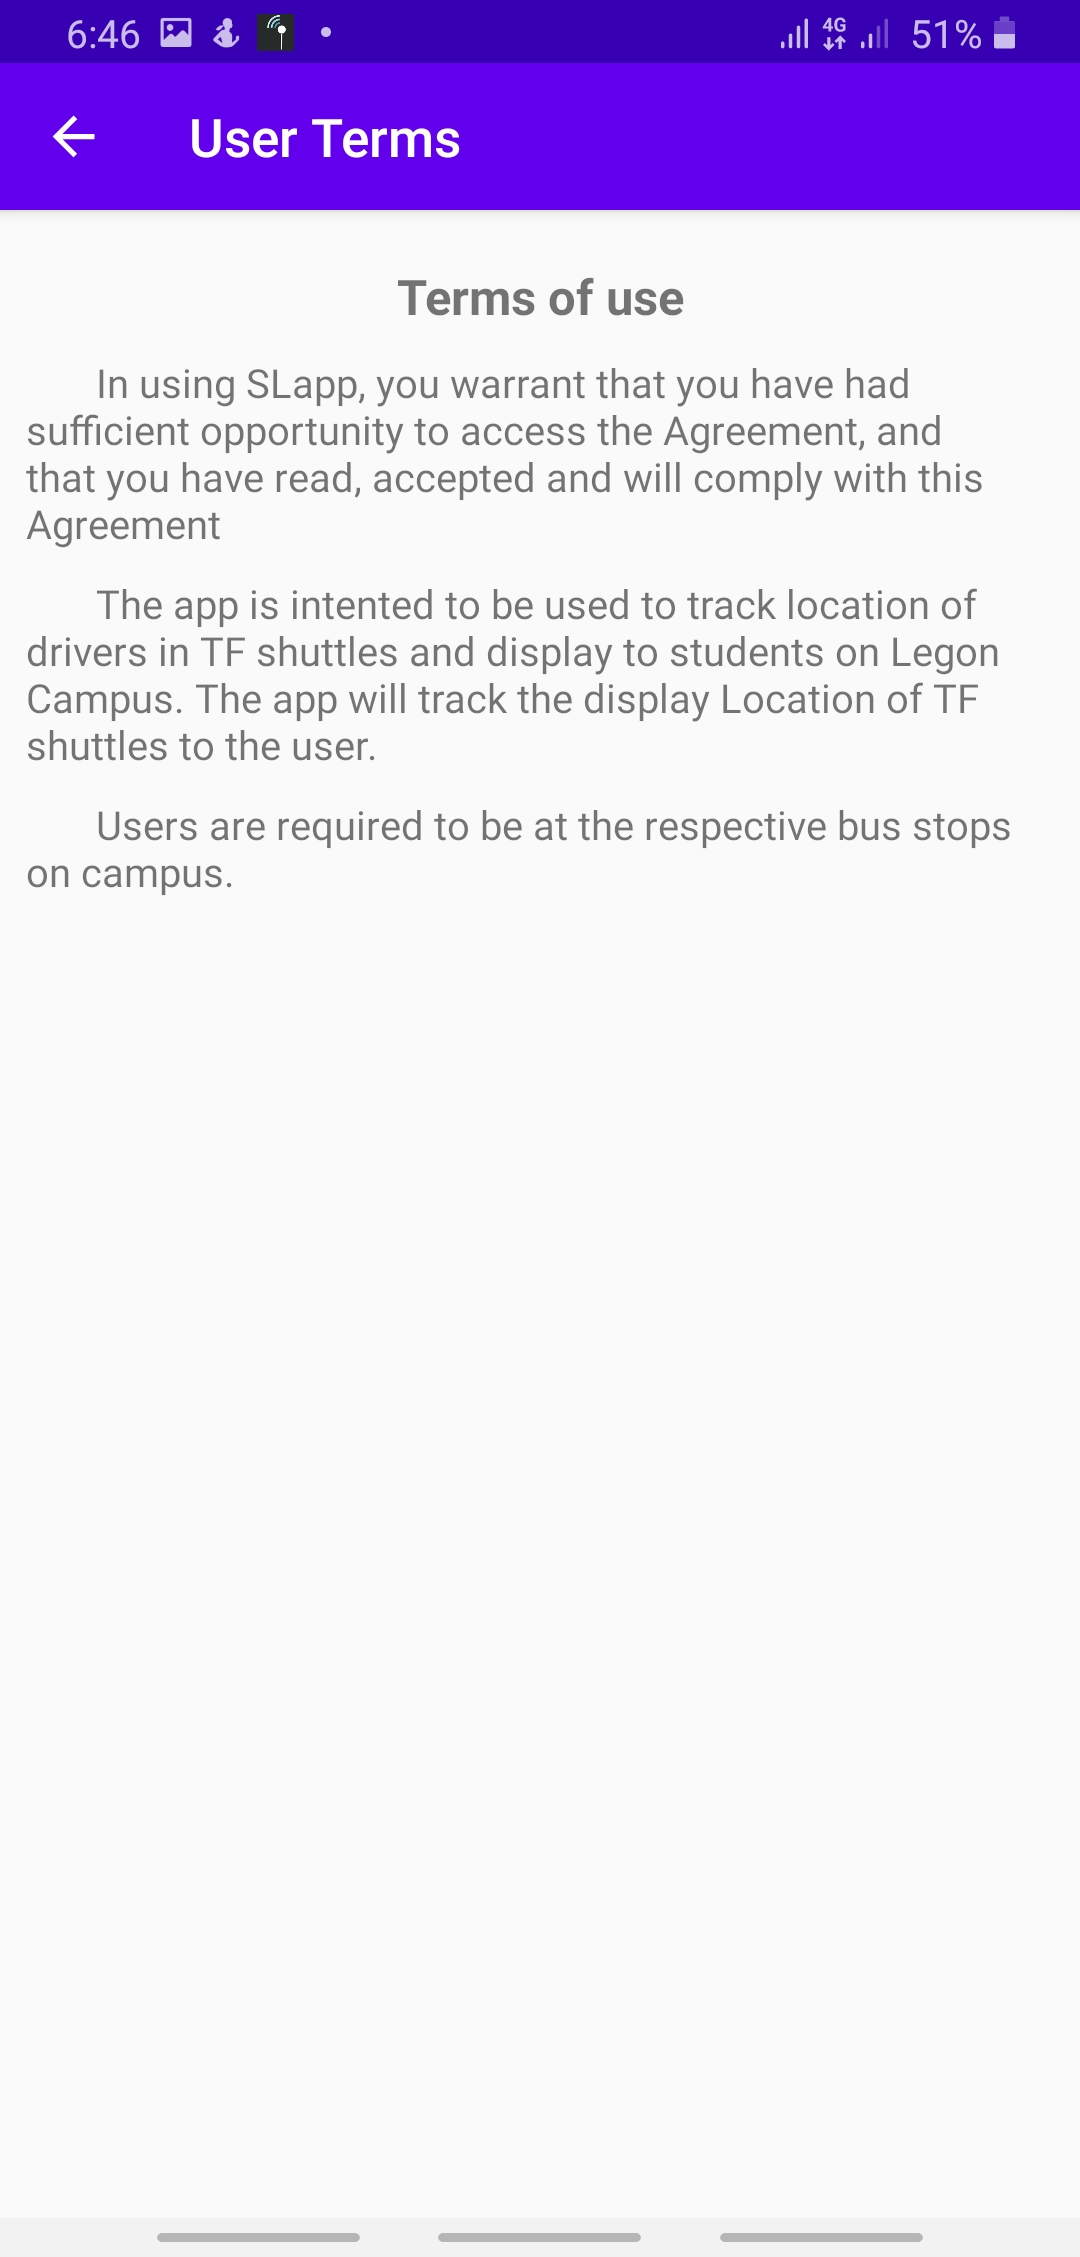 6:46 4G 51%
User Terms
Terms of use
In using SLapp, you warrant that you have had
sufficient opportunity to access the Agreement, and
that you have read, accepted and will comply with this
Agreement
The app is intented to be used to track location of
drivers in TF shuttles and display to students on Legon
Campus. The app will track the display Location of TF
shuttles to the user.
Users are required to be at the respective bus stops
on campus.